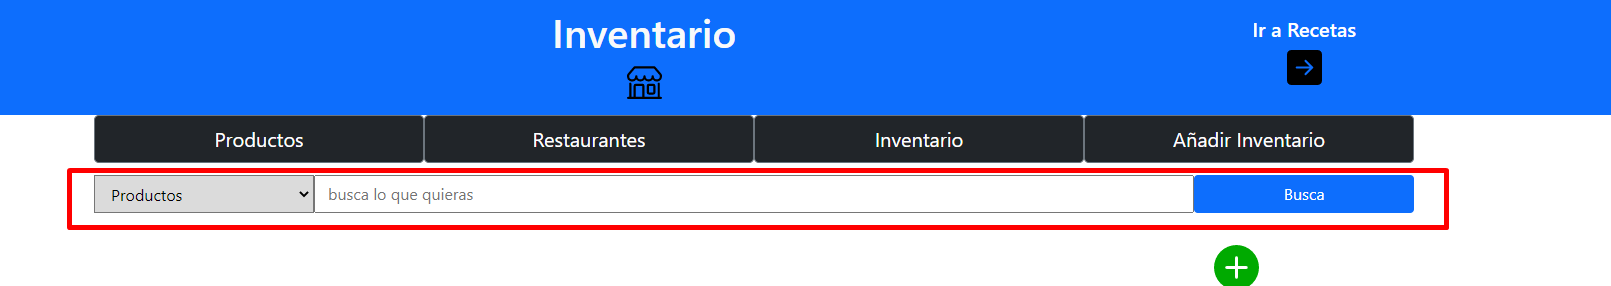 Inventario
Ir a Recetas
Productos Restaurantes Inventario Añadir Inventario
Productos busca lo que quieras Busca